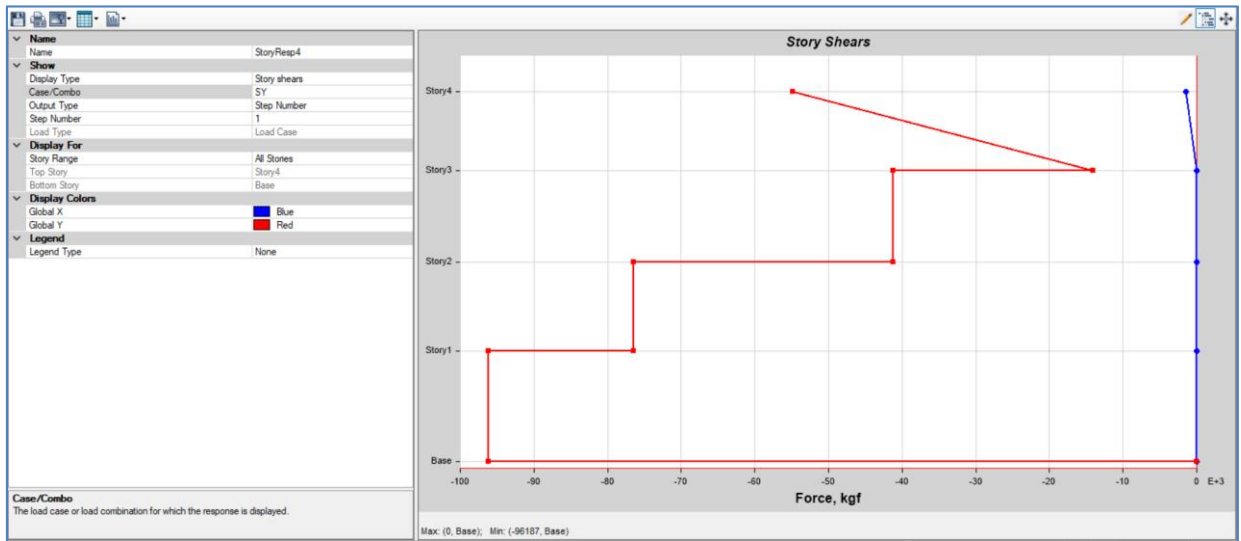 Name
Name StoryResp4
Show
Display Type Story shears
Case/Combo SY
Output Type Step Number
Step Number 1
Load Type Load Case
Display For
Story Range All Stories
Top Story Story4
Bottom Story Base
Display Colors
Global X Blue
Global Y Red
Legend
Legend Type None
Case/Combo
The load case or load combination for which the response is displayed.
Story Shears
Story4
Story3
Story2
Story1
Base
-100 -90 -80 -70 -60 -50 -40 -30 -20 -10 0 E+3
Force, kgf
Max: (0, Base); Min: (-96187, Base)